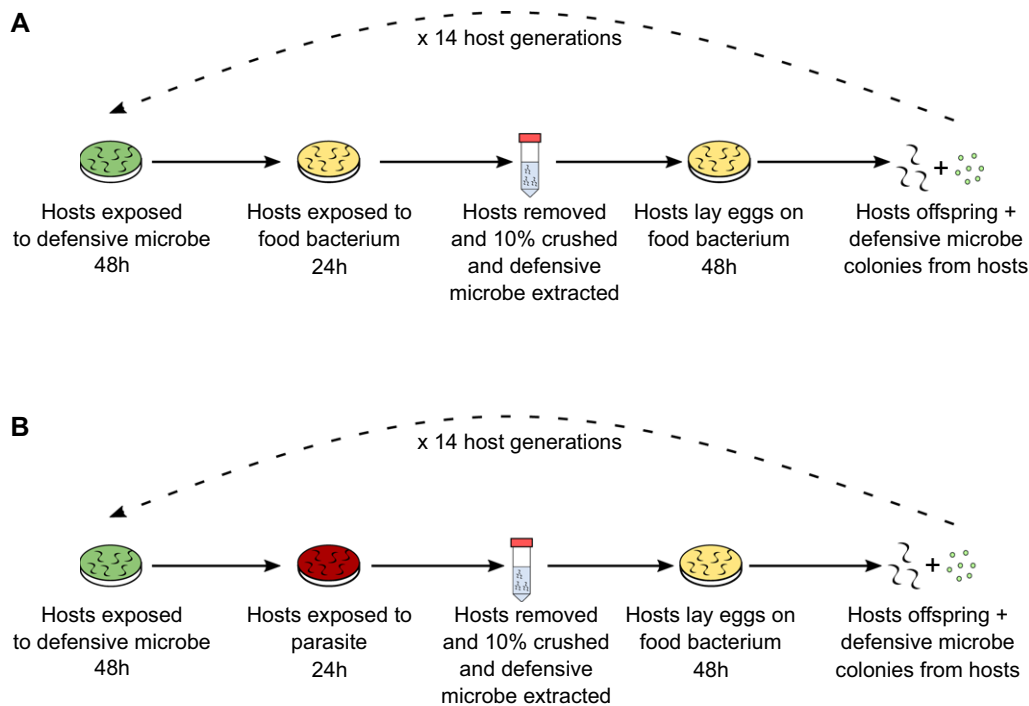 A
x 14 host generations
Hosts exposed
to defensive microbe
48h
Hosts exposed to
food bacterium
24h
Hosts removed
and 10% crushed
and defensive
microbe extracted
Hosts lay eggs on
food bacterium
48h
+
Hosts offspring +
defensive microbe
colonies from hosts
B
x 14 host generations
Hosts exposed
to defensive microbe
48h
Hosts exposed to
parasite
24h
Hosts removed
and 10% crushed
and defensive
microbe extracted
Hosts lay eggs on
food bacterium
48h
+
Hosts offspring +
defensive microbe
colonies from hosts